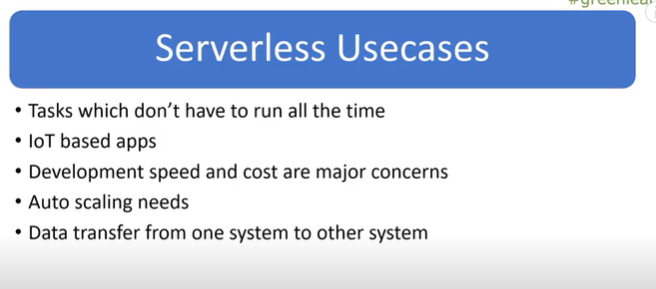 Serverless Usecases
• Tasks which don't have to run all the time
• IoT based apps
• Development speed and cost are major concerns
• Auto scaling needs
• Data transfer from one system to other system